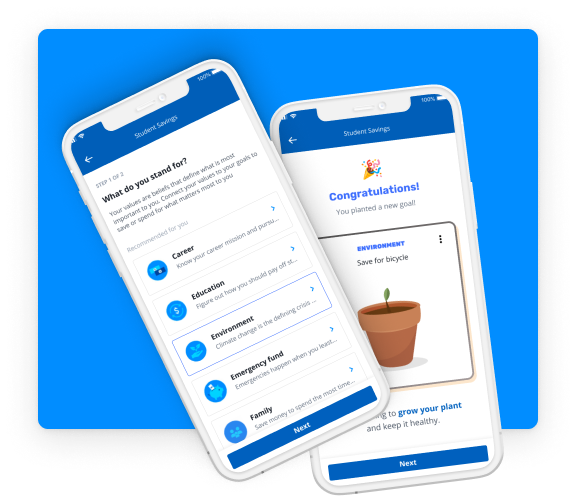 100%
Student Savings
STEP 1 OF 2
What do you stand for?
Your values are beliefs that define what is most
important to you. Connect your values to your goals to
save or spend for what matters most to you
Recommended for you
Career
Know your career mission and pursu...
Education
Figure out how you should pay off st...
Environment
Climate change is the defining crisis ...
Emergency fund
Emergencies happen when you least...
Family
Save money to spend the most time...
Next
100%
Student Savings
Congratulations!
You planted a new goal!
ENVIRONMENT
Save for bicycle
to grow your plant
and keep it healthy.
Next